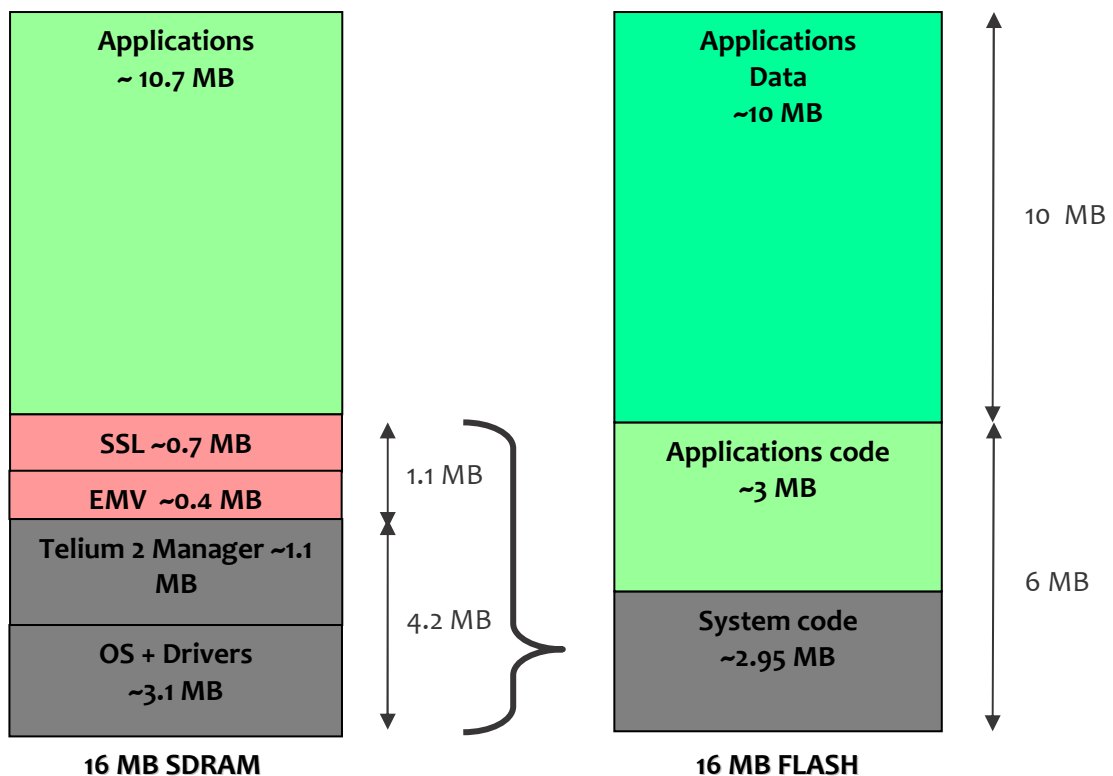 Applications
~ 10.7 MB
SSL ~0.7 MB
EMV ~0.4 MB
Telium 2 Manager ~1.1
MB
OS + Drivers
~3.1 MB
16 MB SDRAM
1.1 MB
4.2 MB
Applications
Data
~10 MB
Applications code
~3 MB
System code
~2.95 MB
16 MB FLASH
10 MB
6 MB